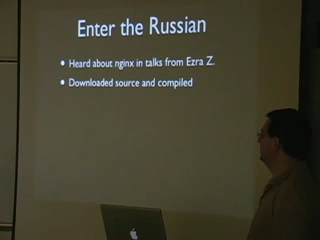 Enter the Russian
• Heard about nginx in talks from Ezra Z.
• Downloaded source and compiled